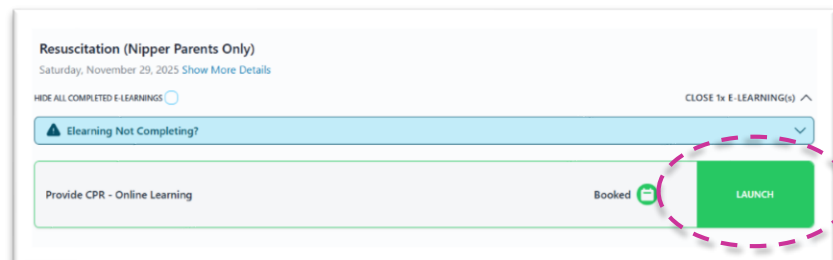 Resuscitation (Nipper Parents Only)
Saturday, November 29, 2025 Show More Details
HIDE ALL COMPLETED E-LEARNINGS
CLOSE 1x E-LEARNING(s)
Elearning Not Completing?
Provide CPR - Online Learning
Booked
LAUNCH